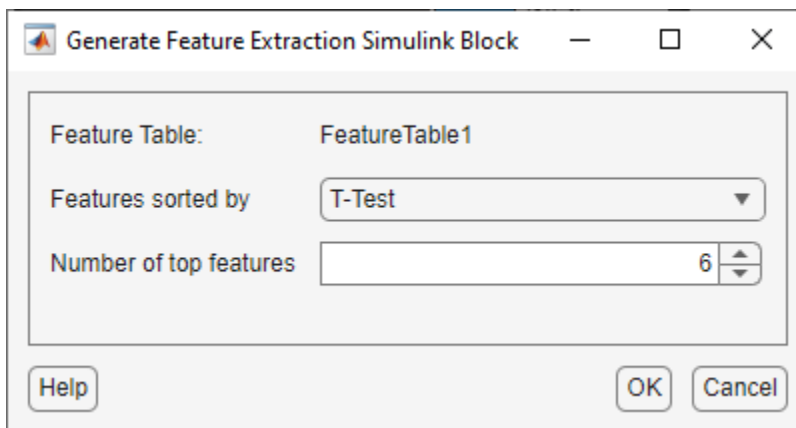 Generate Feature Extraction Simulink Block
Feature Table: FeatureTable1
Features sorted by T-Test
Number of top features 6
Help OK Cancel